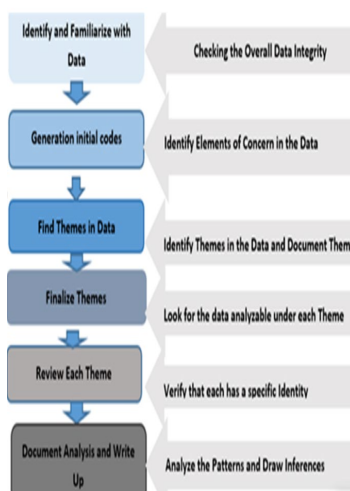 Identify and Familiarize with
Data
Checking the Overall Data Integrity
Generation initial codes
Identify Elements of Concern in the Data
Find Themes in Data
Identify Themes in the Data and Document Them
Finalize Themes
Look for the data analyzable under each Theme
Review Each Theme
Verify that each has a specific Identity
Document Analysis and Write
Up
Analyze the Patterns and Draw Inferences